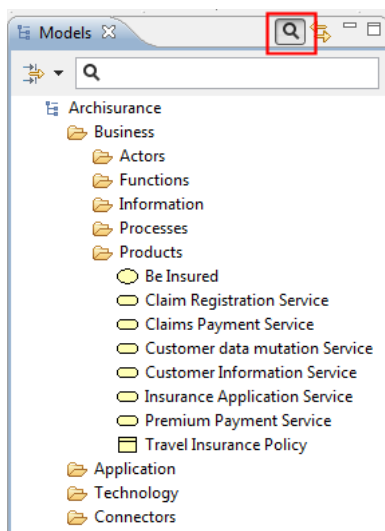 Models
Archisurance
Business
Actors
Functions
Information
Processes
Products
Be Insured
Claim Registration Service
Claims Payment Service
Customer data mutation Service
Customer Information Service
Insurance Application Service
Premium Payment Service
Travel Insurance Policy
Application
Technology
Connectors